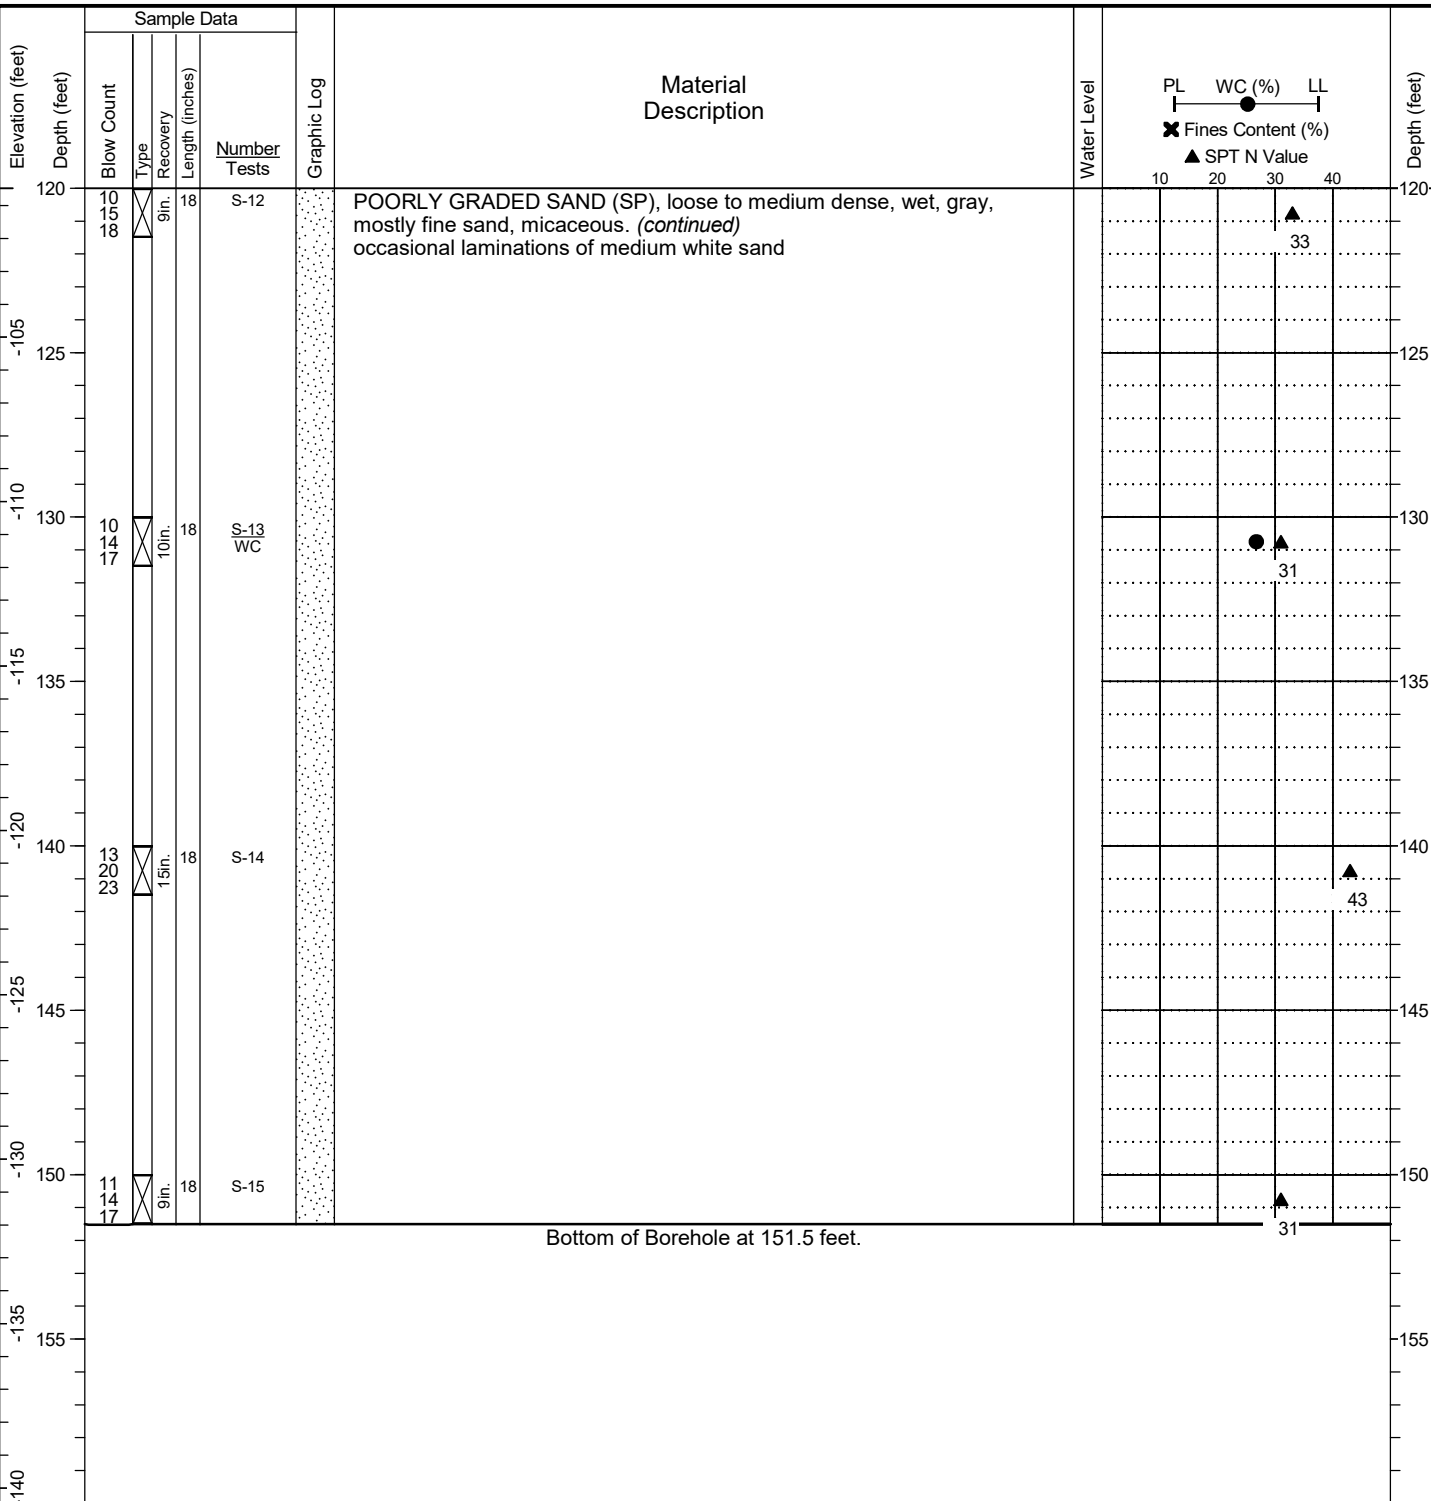 Sample Data
Elevation (feet)
Depth (feet)
Blow Count
Type
Recovery
Length (inches)
Number
Tests
Graphic Log
Material
Description
Water Level
PL WC (%) LL
Fines Content (%)
SPT N Value
10 20 30 40
Depth (feet)
120
10
15
18
9in.
18
S-12
POORLY GRADED SAND (SP), loose to medium dense, wet, gray,
mostly fine sand, micaceous. (continued)
occasional laminations of medium white sand
33
120
-105
125
125
-110
130
10
14
17
10in.
18
S-13
WC
31
130
-115
135
135
-120
140
13
20
23
15in.
18
S-14
43
140
-125
145
145
-130
150
11
14
17
9in.
18
S-15
31
150
Bottom of Borehole at 151.5 feet.
-135
155
155
-140